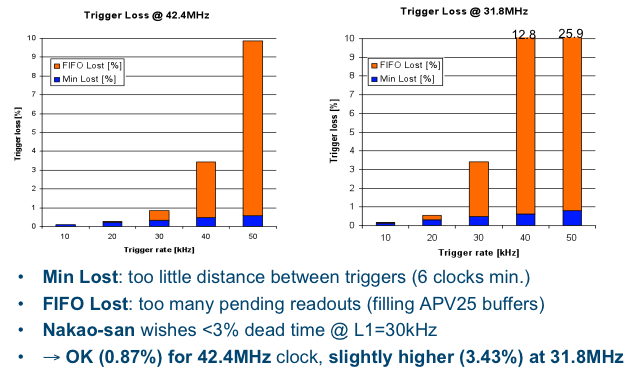 Trigger Loss @ 42.4MHz
10
9
8
7
6
5
4
3
2
1
0
Trigger loss [%]
FIFO Lost [%]
Min Lost [%]
10 20 30 40 50
Trigger rate [kHz]
Trigger Loss @ 31.8MHz
12.8 25.9
10
9
8
7
6
5
4
3
2
1
0
Trigger loss [%]
FIFO Lost [%]
Min Lost [%]
10 20 30 40 50
Trigger rate [kHz]
• Min Lost: too little distance between triggers (6 clocks min.)
• FIFO Lost: too many pending readouts (filling APV25 buffers)
• Nakao-san wishes <3% dead time @ L1=30kHz
• → OK (0.87%) for 42.4MHz clock, slightly higher (3.43%) at 31.8MHz